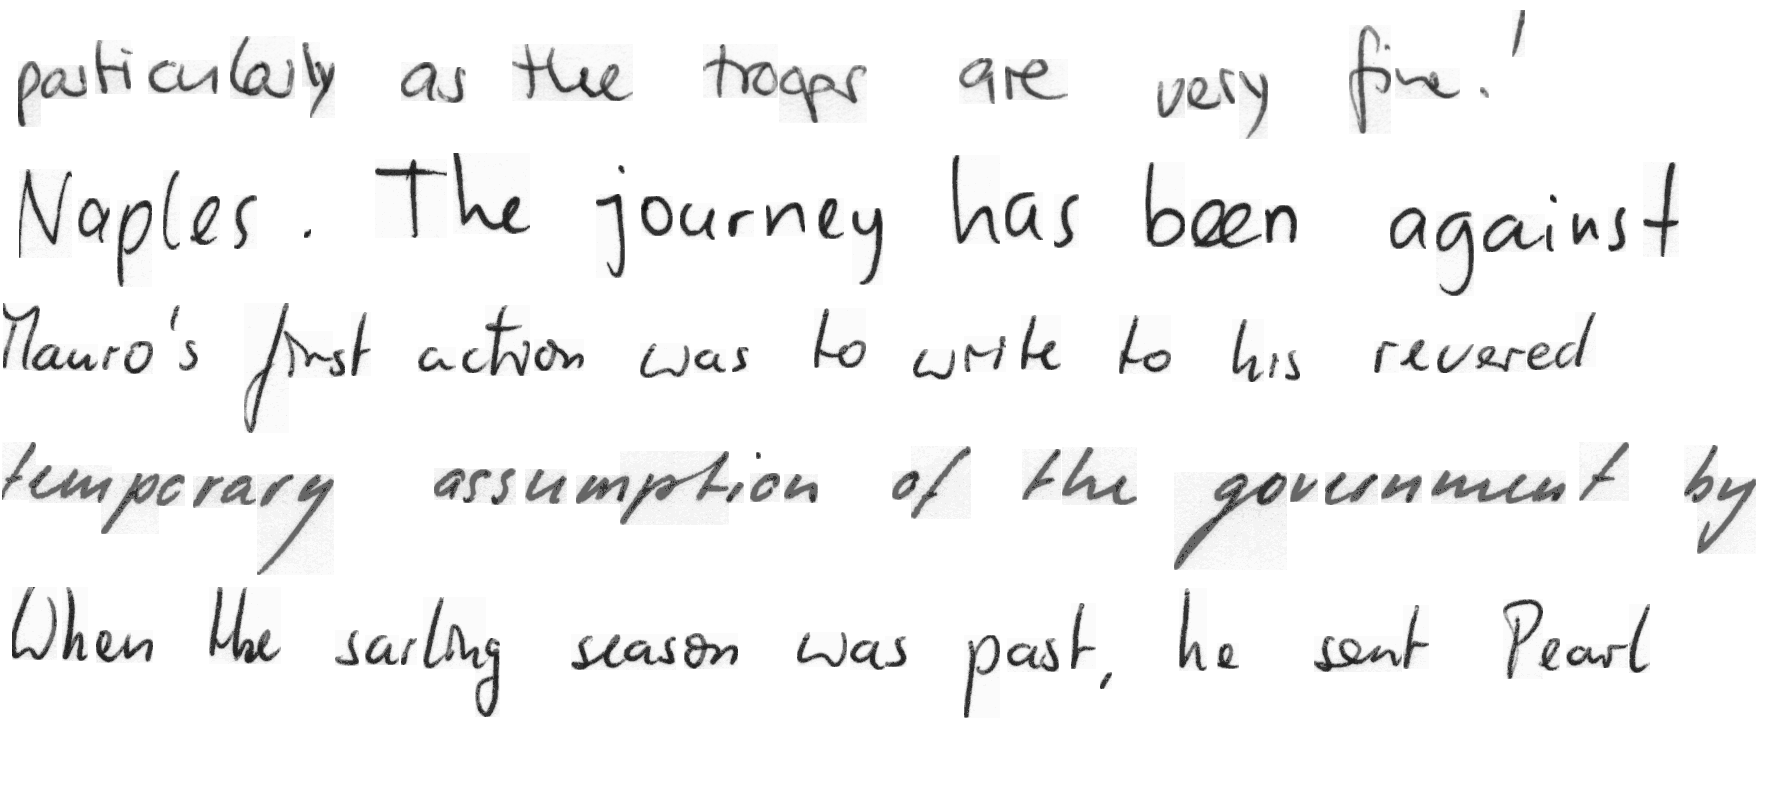 particularly as the troops are very fine.'
Naples. The journey has been against
Mauro's first action was to write to his revered
temporary assumption of the government by
When the sailing season was past, he sent Pearl